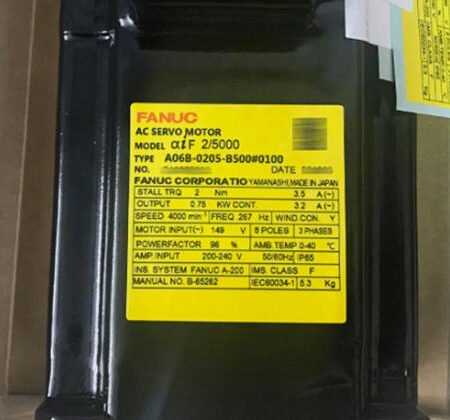 FANUC
AC SERVO MOTOR
MODEL αiF 2/5000
TYPE A06B-0205-B500#0100
NO. DATE
FANUC CORPORATIO YAMANASHI,MADE IN JAPAN
STALL TRQ 2 Nm 3.5 A(~)
OUTPUT 0.75 KW CONT. 3.2 A(~)
SPEED 4000 min-1 FREQ. 267 Hz WIND.CON. Y
MOTOR INPUT(~) 149 V 8 POLES 3 PHASES
POWERFACTOR 96 % AMB.TEMP. 0-40 ℃
AMP.INPUT 200-240 V 50/60Hz IP65
INS. SYSTEM FANUC A-200 IMS. CLASS F
MANUAL NO. B-65262 IEC60034-1 5.3 Kg